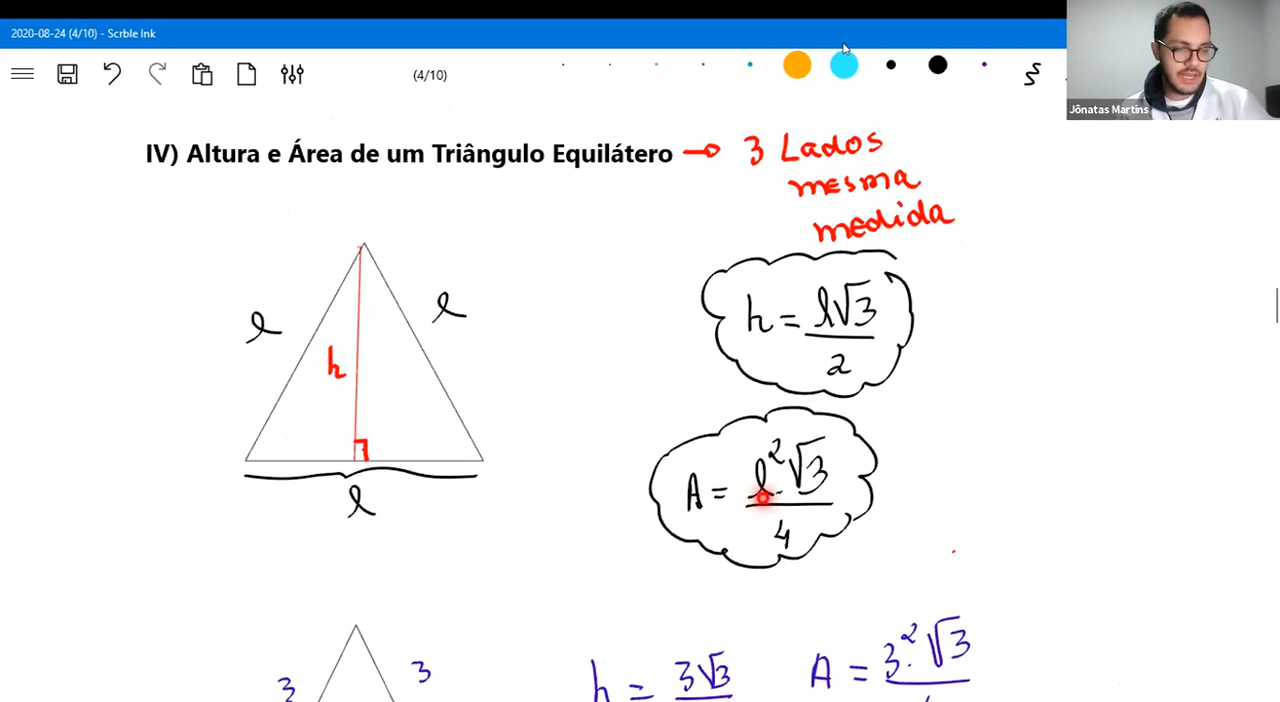 2020-08-24 (4/10) - Scrble Ink
(4/10)
Jônatas Martins
IV) Altura e Área de um Triângulo Equilátero → 3 Lados
mesma
medida
l
l
h
l
h = l√3
2
A = l².√3
4
3
3
h = 3√3
A = 3².√3